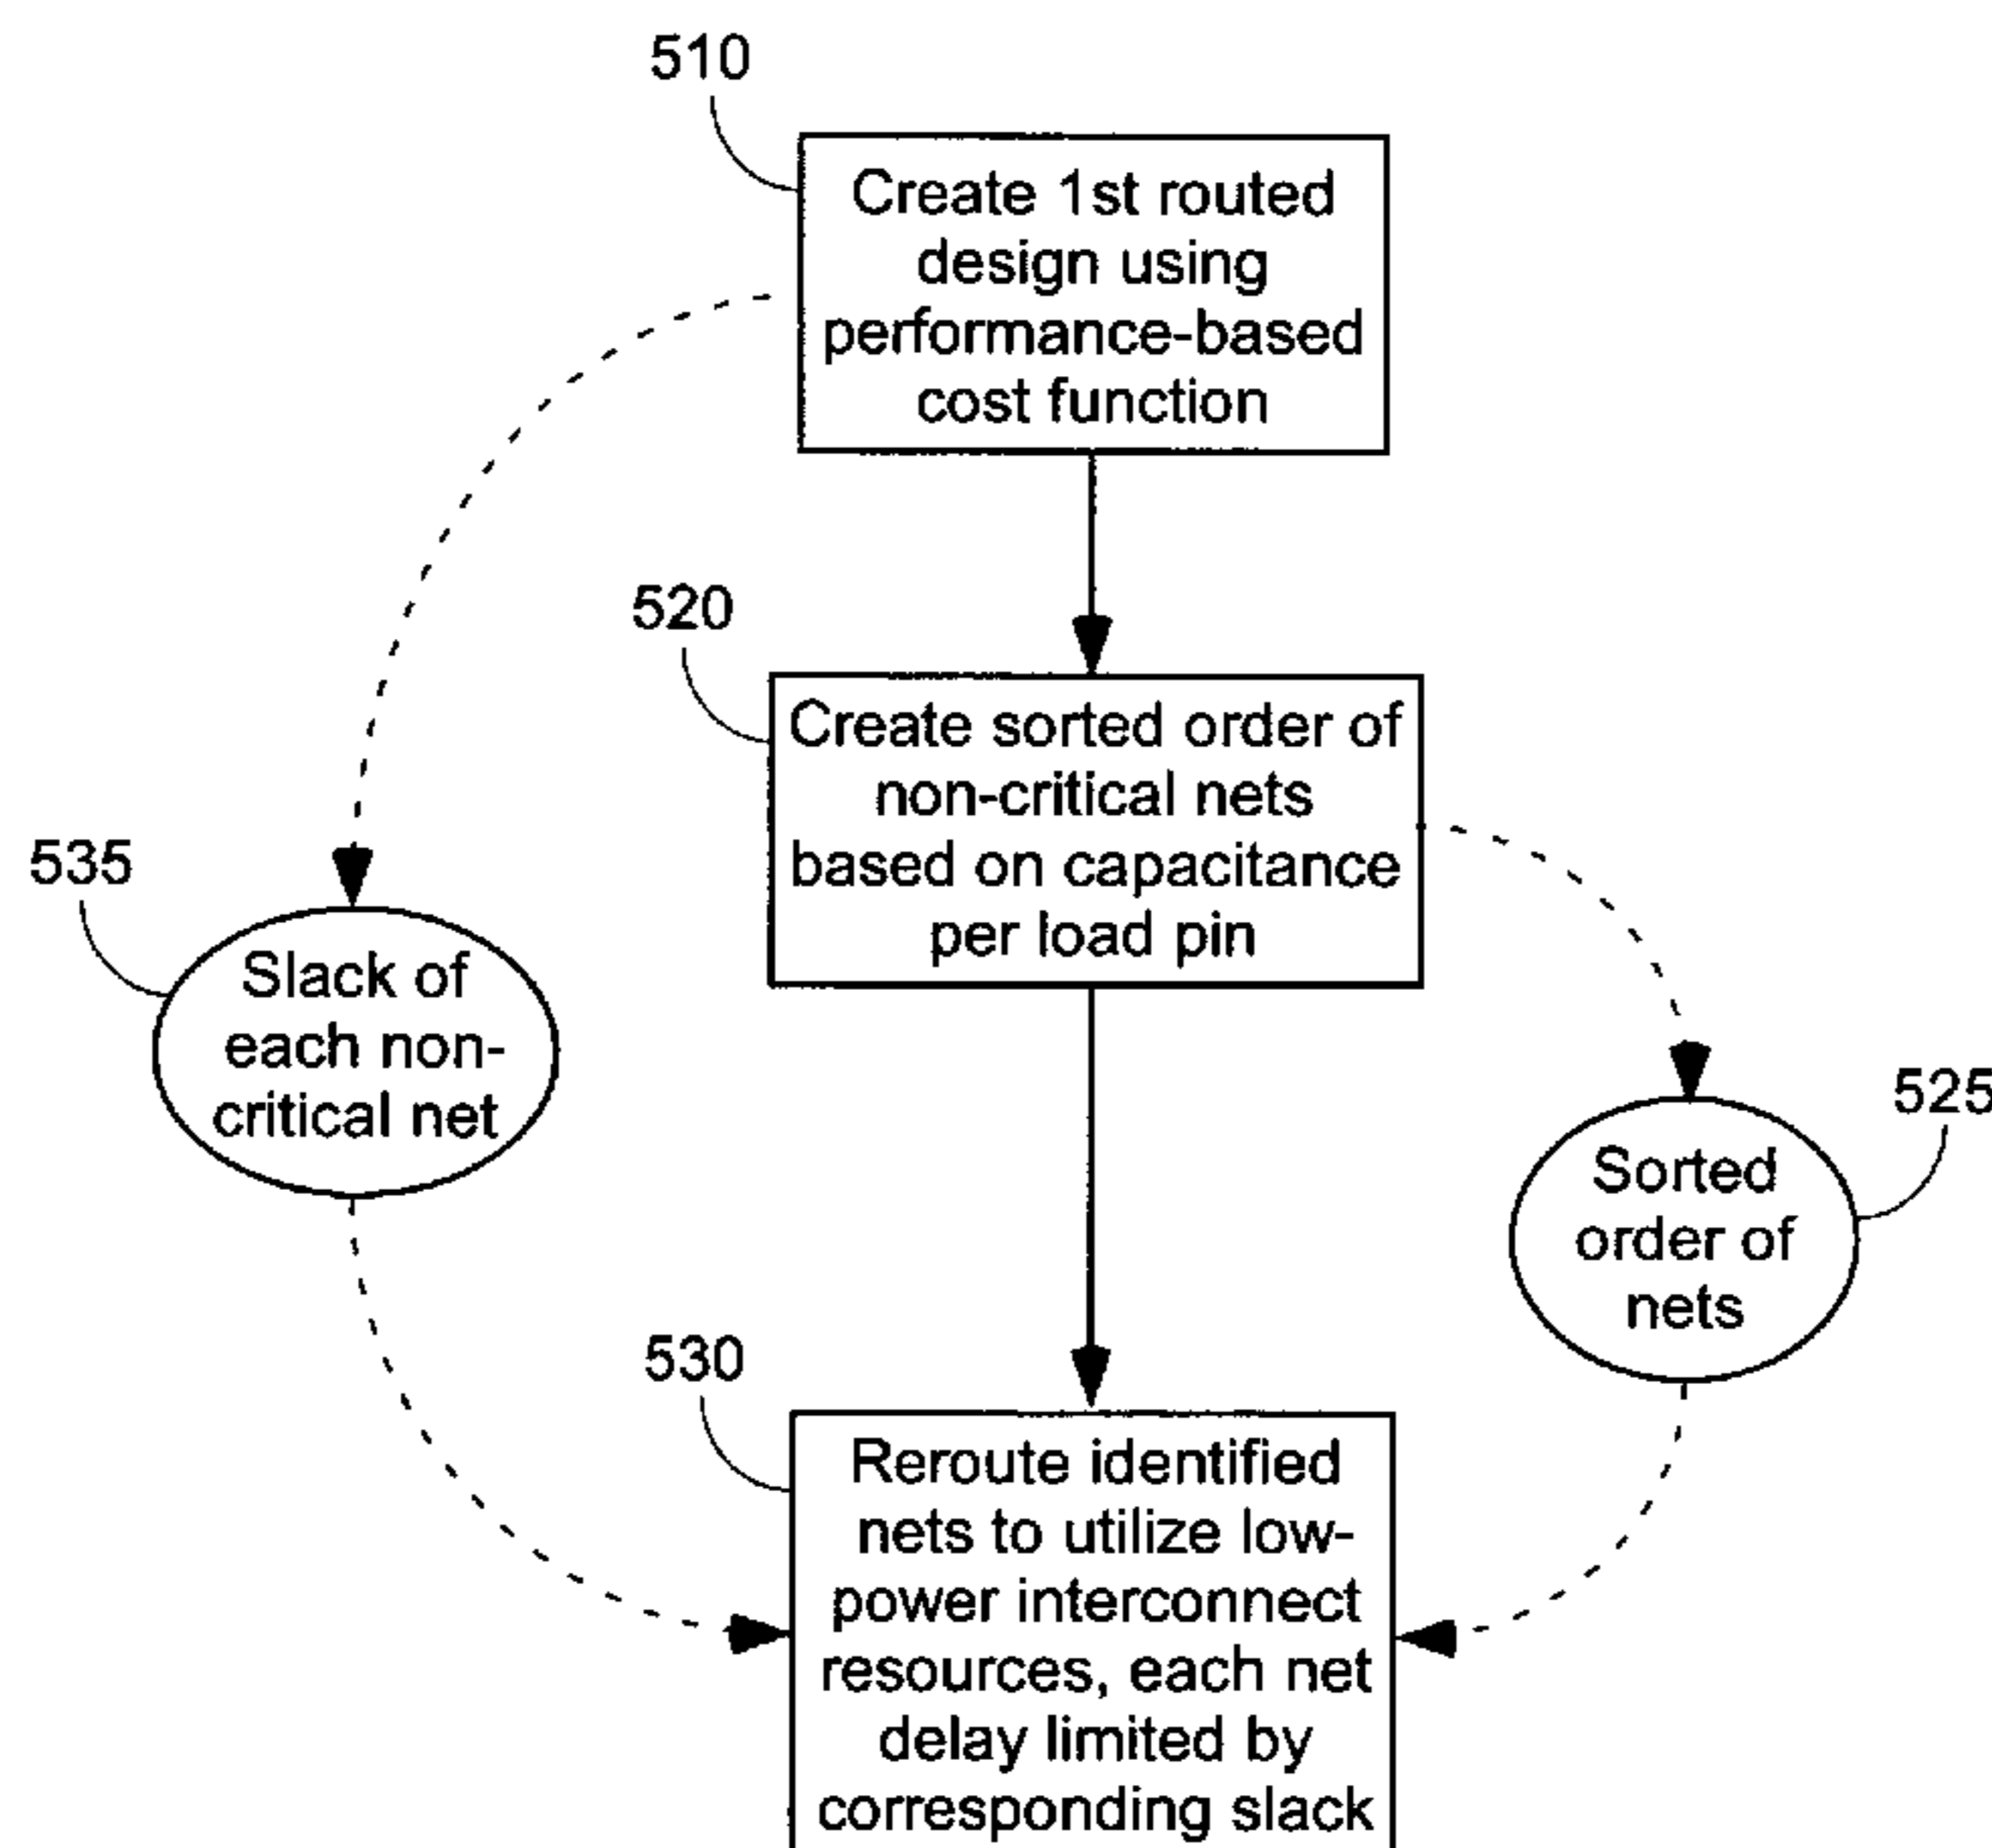 510
Create 1st routed
design using
performance-based
cost function
520
Create sorted order of
non-critical nets
based on capacitance
per load pin
535
Slack of
each non-
critical net
525
Sorted
order of
nets
530
Reroute identified
nets to utilize low-
power interconnect
resources, each net
delay limited by
corresponding slack